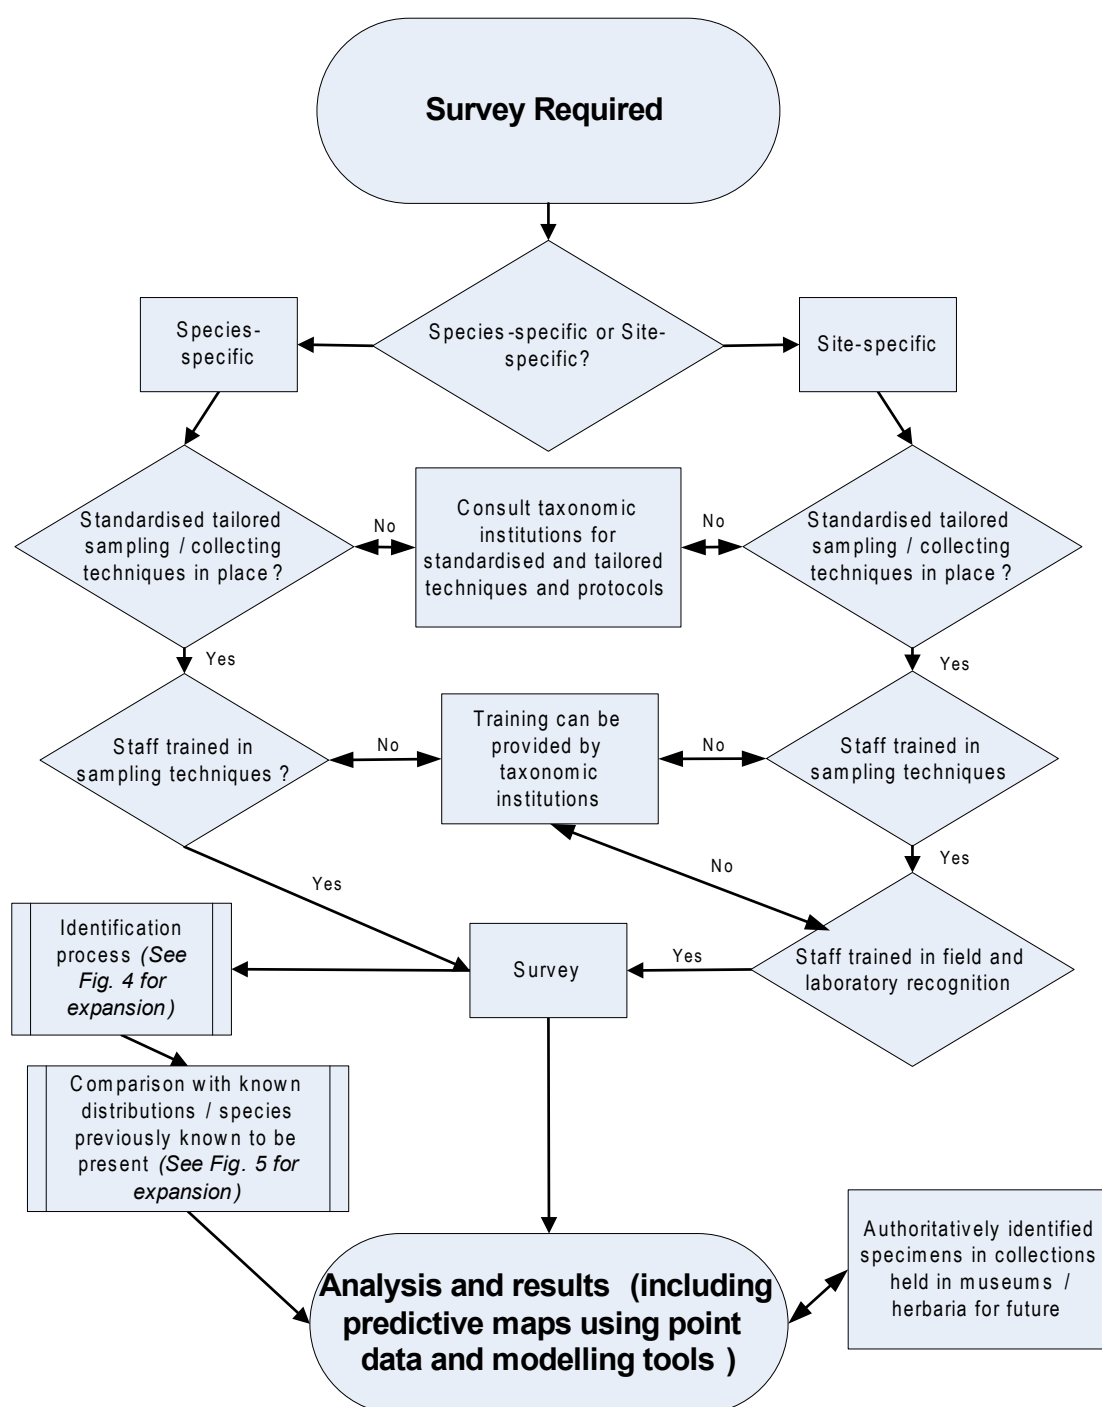 Survey Required
Species-specific or Site-
specific?
Species-
specific
Site-specific
Standardised tailored
sampling / collecting
techniques in place ?
No
Consult taxonomic
institutions for
standardised and tailored
techniques and protocols
No
Standardised tailored
sampling / collecting
techniques in place ?
Yes
Yes
Staff trained in
sampling techniques ?
No
Training can be
provided by
taxonomic
institutions
No
Staff trained in
sampling techniques
Yes
No
Yes
Identification
process (See
Fig. 4 for
expansion)
Survey
Yes
Staff trained in field and
laboratory recognition
Comparison with known
distributions / species
previously known to be
present (See Fig. 5 for
expansion)
Analysis and results (including
predictive maps using point
data and modelling tools )
Authoritatively identified
specimens in collections
held in museums /
herbaria for future